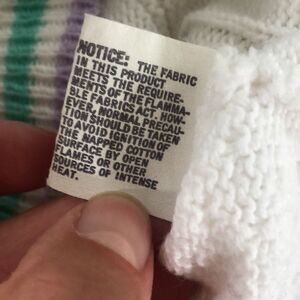 NOTICE: THE FABRIC
IN THIS PRODUCT
MEETS THE REQUIRE-
MENTS OF THE FLAMMA-
BLE FABRICS ACT. HOW-
EVER, NORMAL PRECAU-
TION SHOULD BE TAKEN
TO AVOID IGNITION OF
THE NAPPED COTTON
SURFACE BY OPEN
FLAMES OR OTHER
SOURCES OF INTENSE
HEAT.